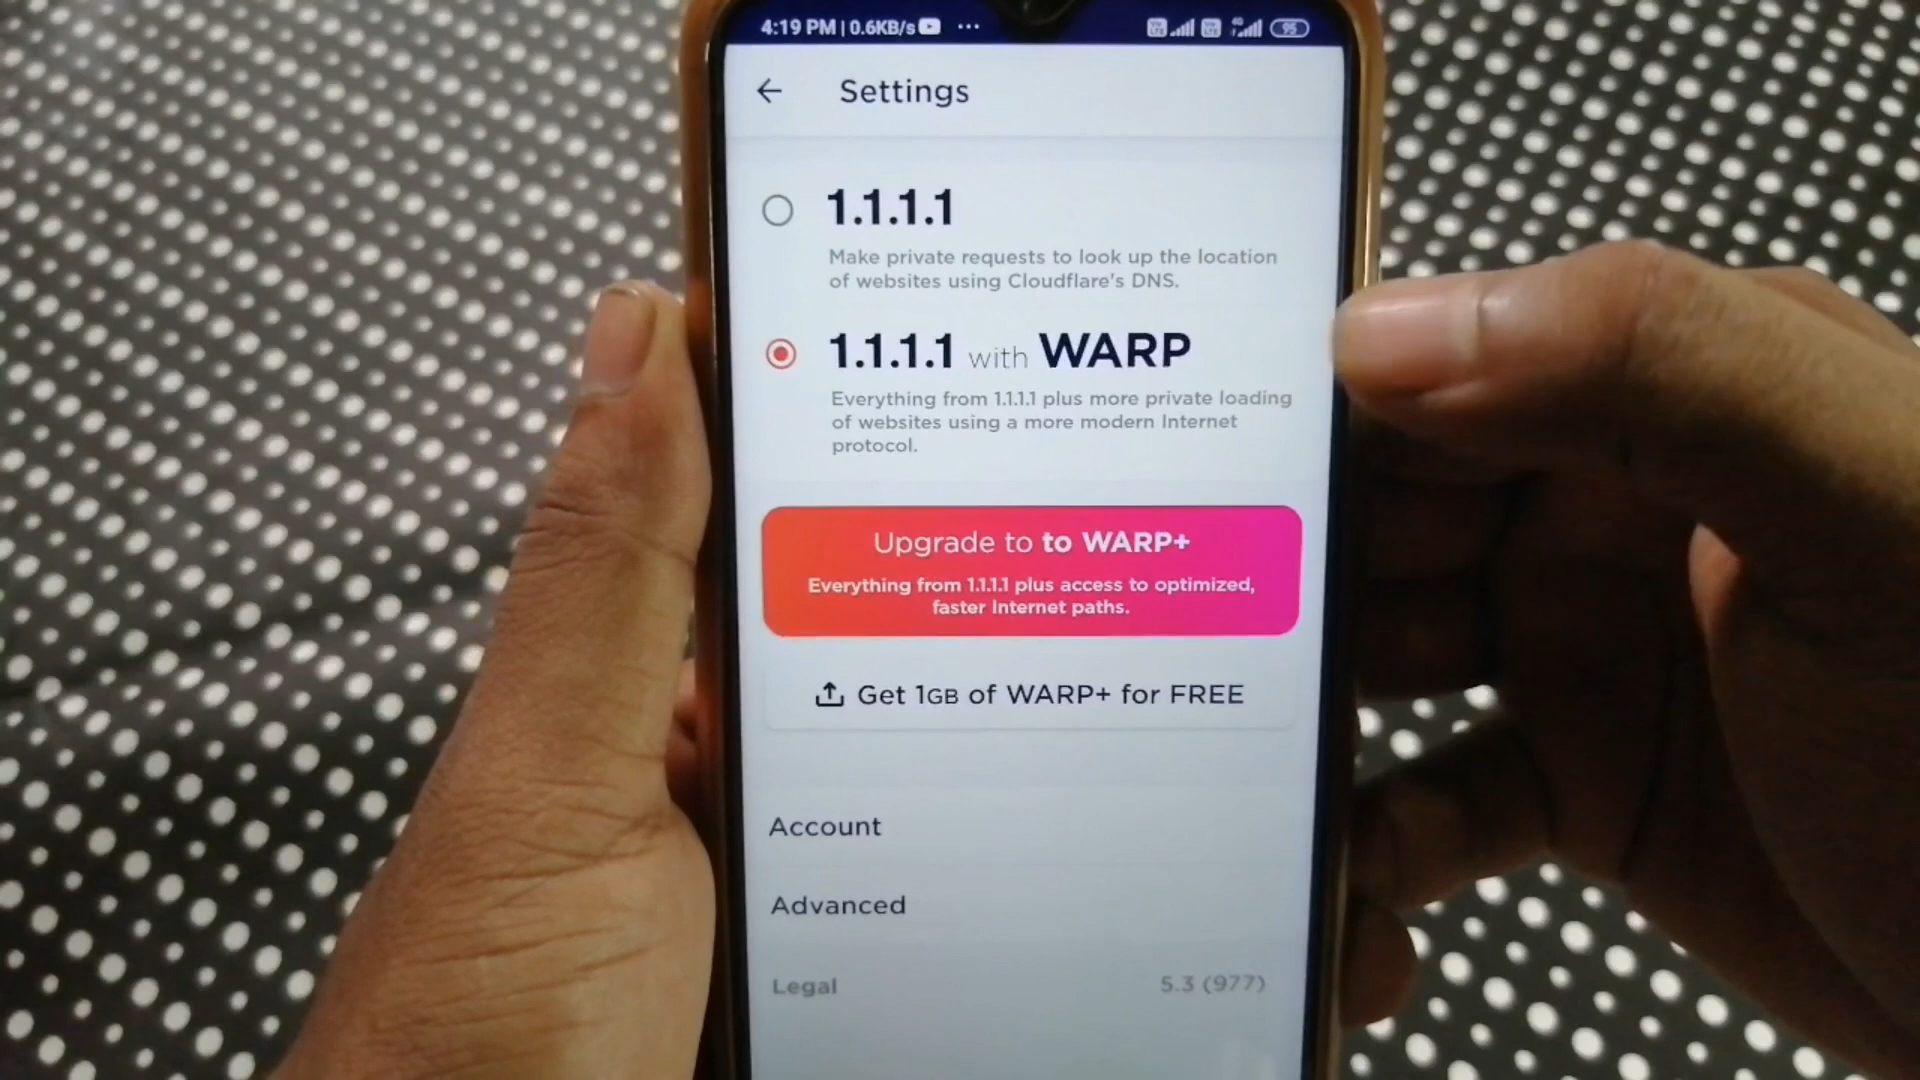 4:19 PM | 0.6KB/s ... 95
← Settings
1.1.1.1
Make private requests to look up the location
of websites using Cloudflare's DNS.
1.1.1.1 with WARP
Everything from 1.1.1.1 plus more private loading
of websites using a more modern Internet
protocol.
Upgrade to to WARP+
Everything from 1.1.1.1 plus access to optimized,
faster Internet paths.
Get 1GB of WARP+ for FREE
Account
Advanced
Legal 5.3 (977)